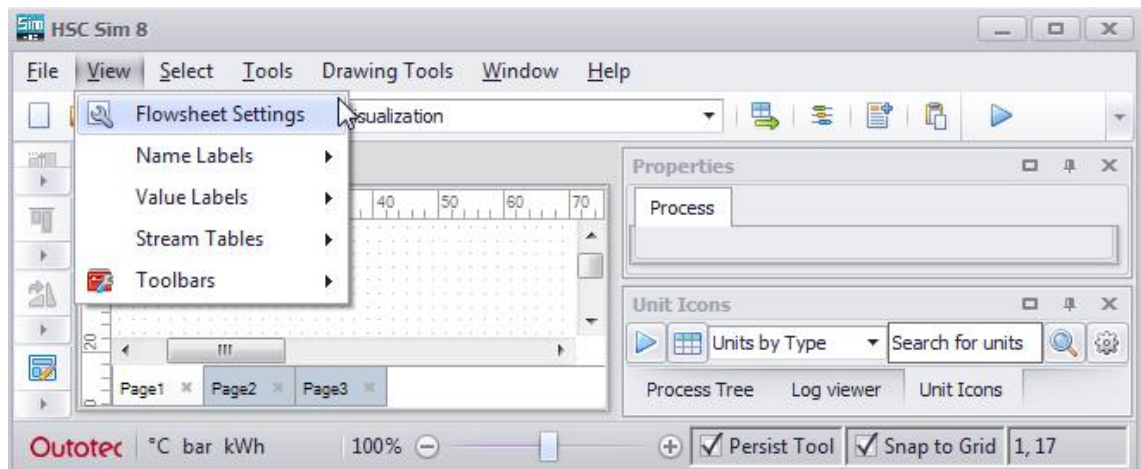 HSC Sim 8
File View Select Tools Drawing Tools Window Help
Flowsheet Settings
Name Labels
Value Labels
Stream Tables
Toolbars
40 50 60 70
20
Page1 Page2 Page3
Properties
Process
Unit Icons
Units by Type Search for units
Process Tree Log viewer Unit Icons
Outotec °C bar kWh 100% Persist Tool Snap to Grid 1, 17